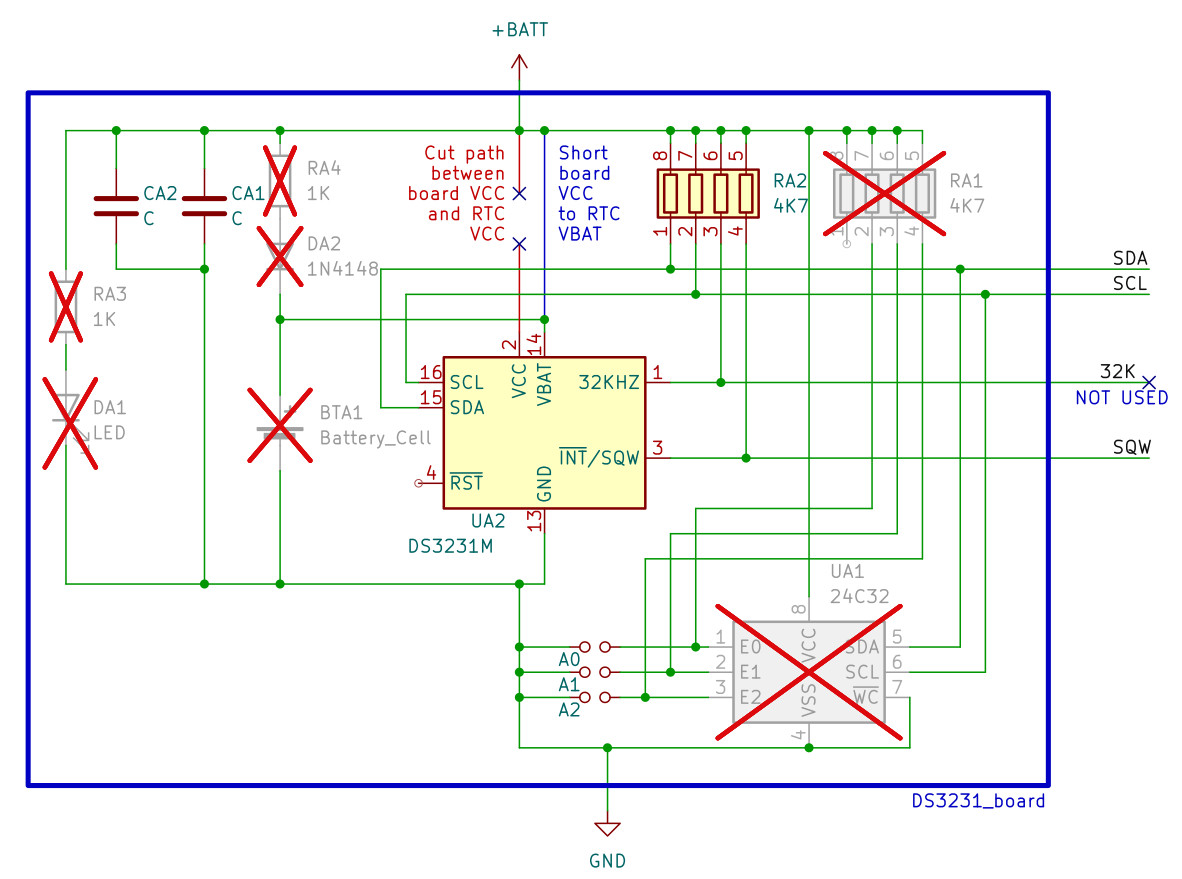 +BATT
Cut path
between
board VCC
and RTC
VCC
Short
board
VCC
to RTC
VBAT
CA2
C
CA1
C
RA4
1K
DA2
1N4148
RA3
1K
DA1
LED
BTA1
Battery_Cell
8 7 6 5
RA2
4K7
1 2 3 4
8 7 6 5
RA1
4K7
1 2 3 4
SDA
SCL
32K
NOT USED
SQW
2
14
16
SCL
VCC
VBAT
32KHZ
1
15
SDA
INT/SQW
3
4
RST
GND
13
UA2
DS3231M
UA1
24C32
8
1
E0
VCC
SDA
5
2
E1
SCL
6
3
E2
VSS
WC
7
4
A0
A1
A2
DS3231_board
GND